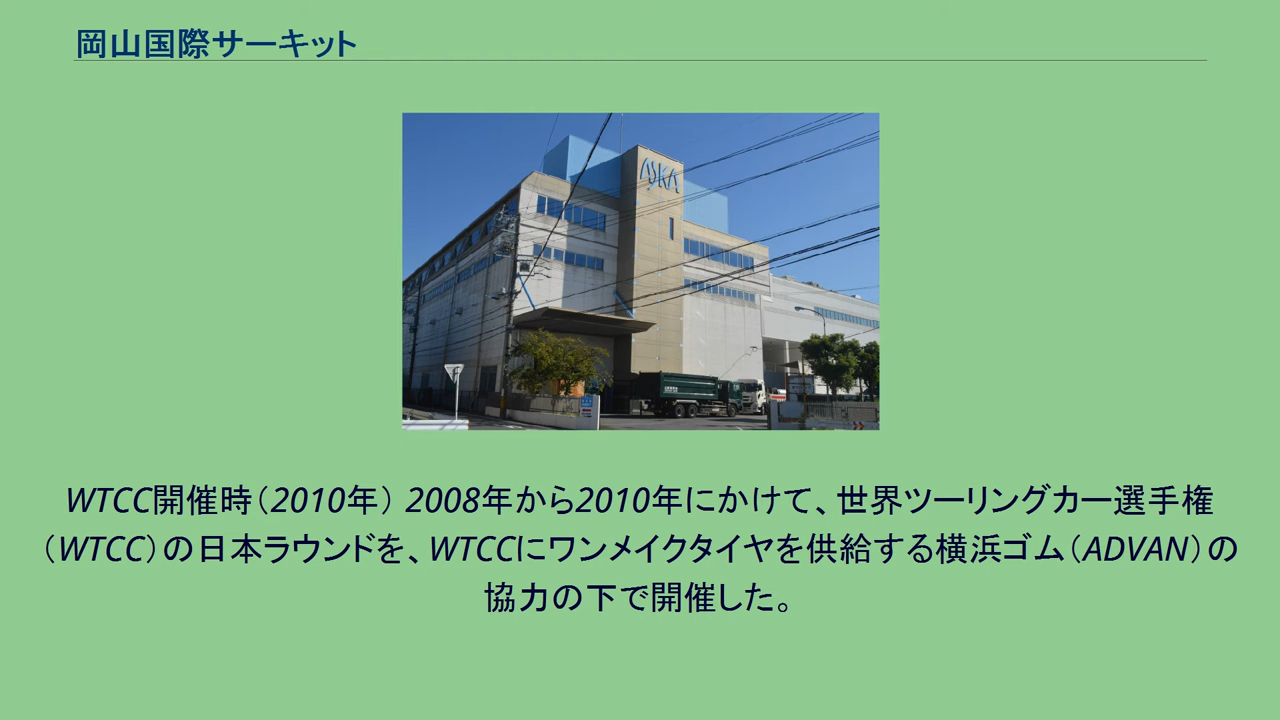 岡山国際サーキット
ASKA
WTCC開催時（2010年） 2008年から2010年にかけて、世界ツーリングカー選手権
（WTCC）の日本ラウンドを、WTCCにワンメイクタイヤを供給する横浜ゴム（ADVAN）の
協力の下で開催した。